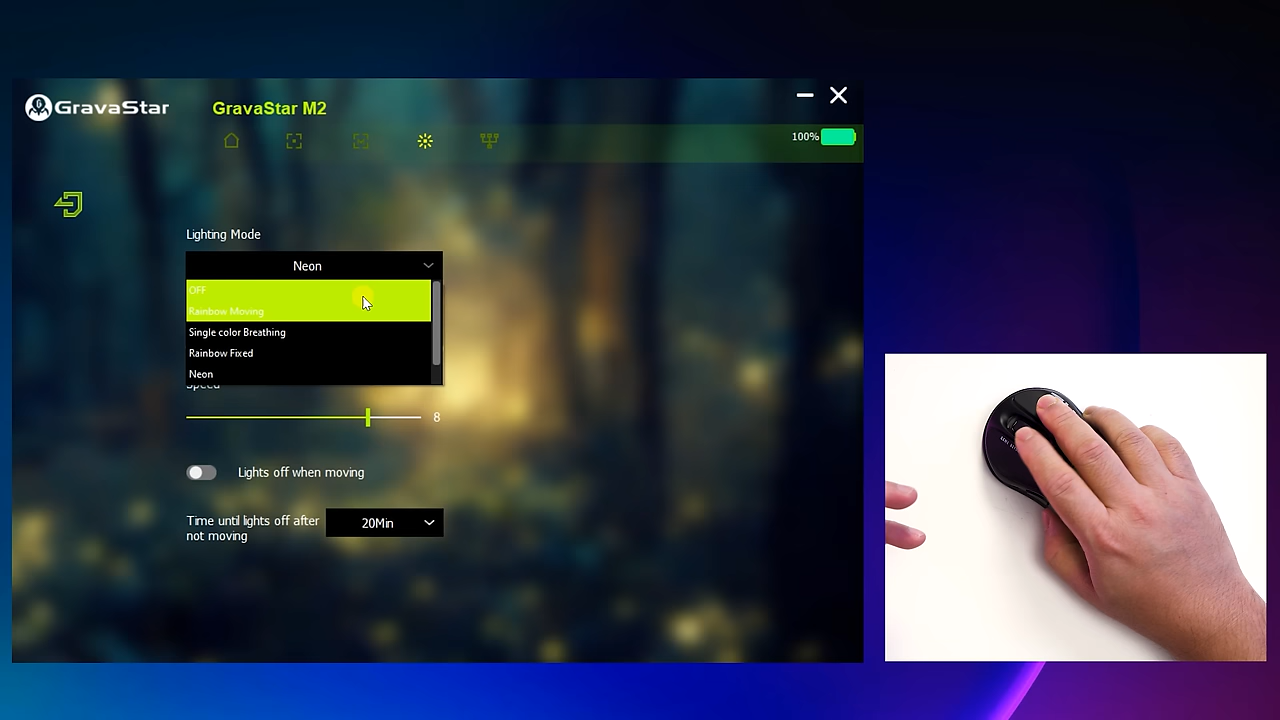 GravaStar
GravaStar M2
100%
Lighting Mode
Neon
OFF
Rainbow Moving
Single color Breathing
Rainbow Fixed
Neon
Speed
8
Lights off when moving
Time until lights off after
not moving
20Min